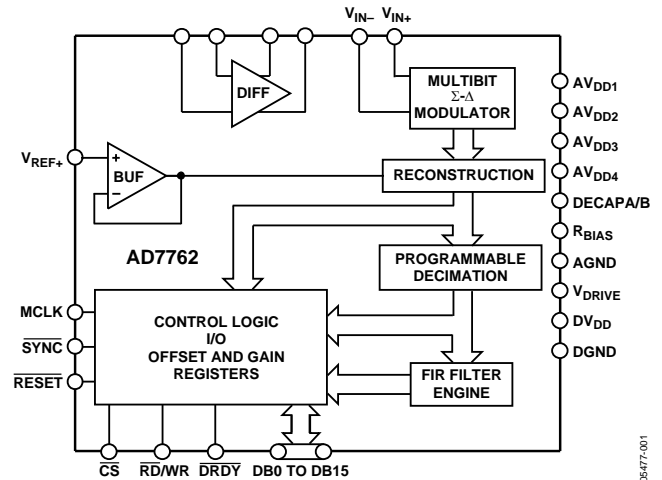 VIN– VIN+
DIFF
MULTIBIT
Σ-Δ
MODULATOR
AVDD1
AVDD2
AVDD3
AVDD4
DECAPA/B
RBIAS
AGND
VDRIVE
DVDD
DGND
VREF+
+
BUF
–
RECONSTRUCTION
AD7762
PROGRAMMABLE
DECIMATION
MCLK
SYNC
RESET
CONTROL LOGIC
I/O
OFFSET AND GAIN
REGISTERS
FIR FILTER
ENGINE
CS RD/WR DRDY DB0 TO DB15
05477-001